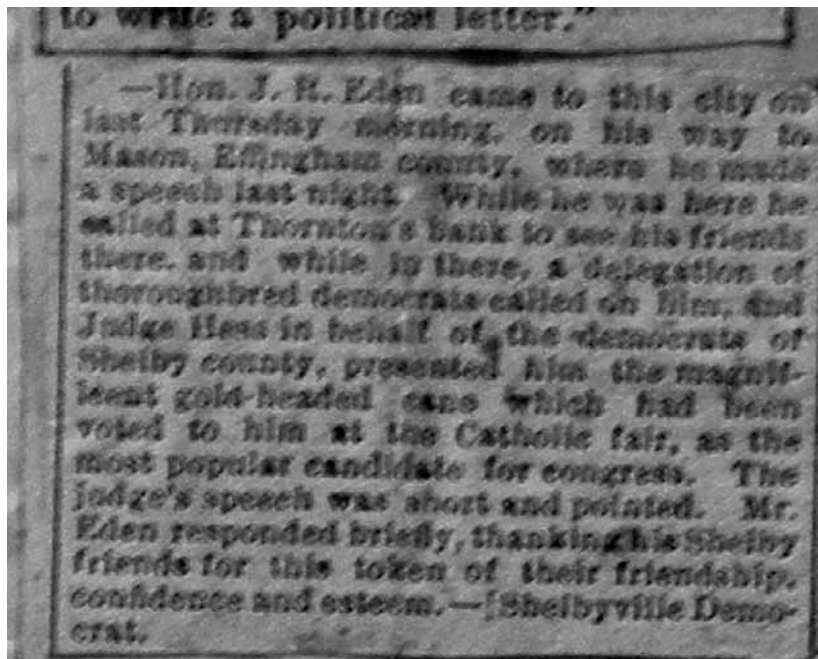 to write a political letter."
—Hon. J. R. Eden came to this city on
last Thursday morning, on his way to
Mason, Effingham county, where he made
a speech last night. While he was here he
called at Thornton's bank to see his friends
there, and while in there, a delegation of
thoroughbred democrats called on him, and
Judge Hess in behalf of the democrats of
Shelby county, presented him the magnif-
icent gold-headed cane which had been
voted to him at the Catholic fair, as the
most popular candidate for congress. The
judge's speech was short and pointed. Mr.
Eden responded briefly, thanking his Shelby
friends for this token of their friendship,
confidence and esteem.—[Shelbyville Demo-
crat.